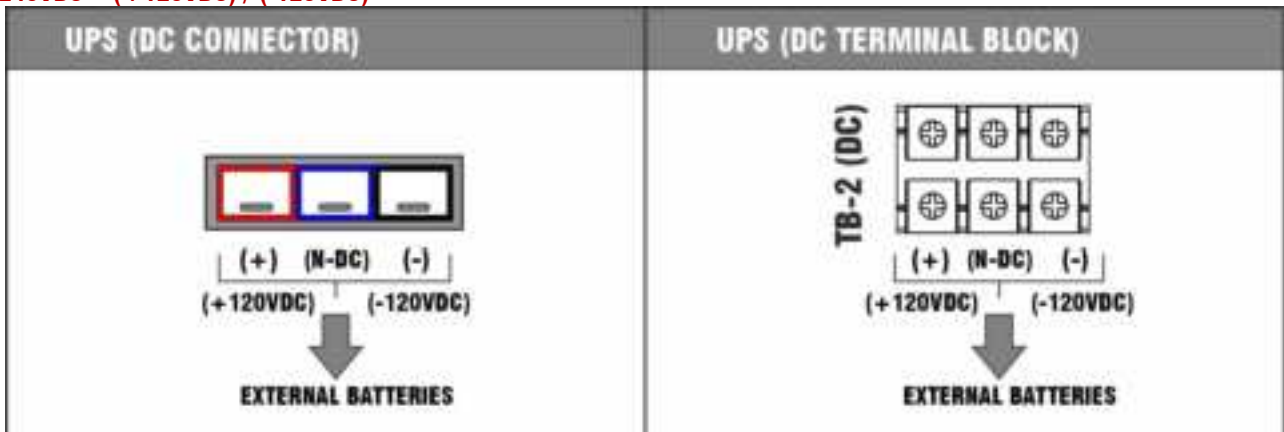 UPS (DC CONNECTOR)
(+) (N-DC) (-)
(+120VDC) (-120VDC)
EXTERNAL BATTERIES
UPS (DC TERMINAL BLOCK)
TB-2 (DC)
(+) (N-DC) (-)
(+120VDC) (-120VDC)
EXTERNAL BATTERIES